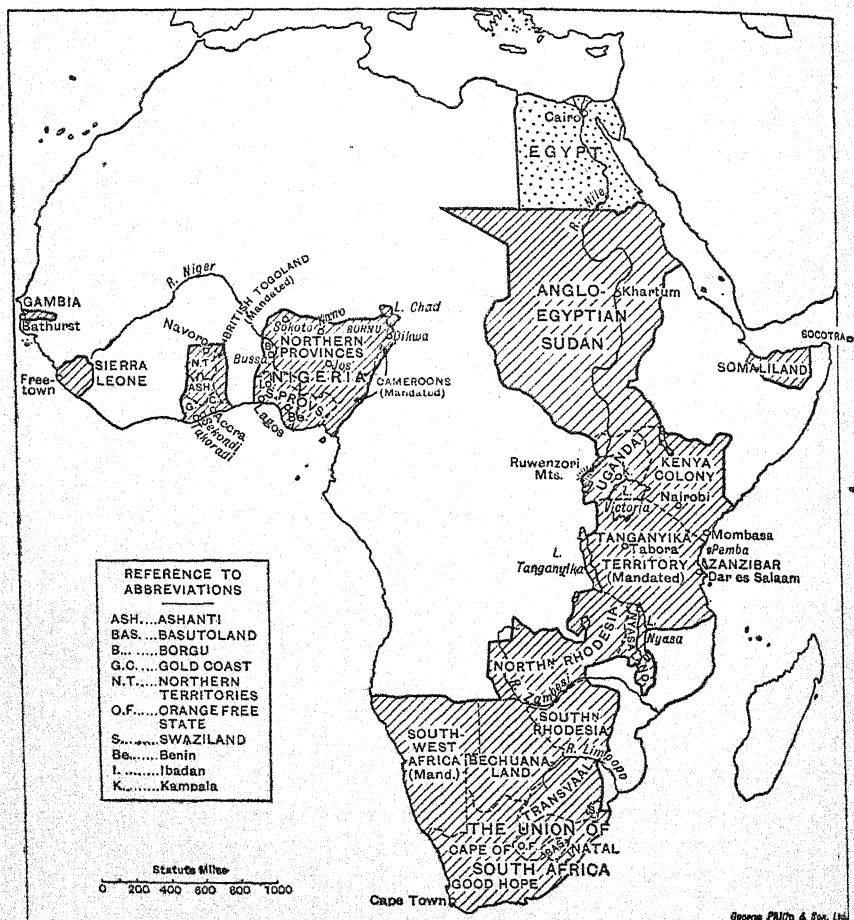 Cairo
EGYPT
R. Nile
ANGLO-
EGYPTIAN
SUDAN
Khartum
SOCOTRA
SOMALILAND
R. Niger
BRITISH TOGOLAND
(Mandated)
GAMBIA
Bathurst
SIERRA
LEONE
Free-
town
Navoro
N.T.
ASH.
G.C.
Accra
Sekondi
Takoradi
L. Chad
Sokoto
Kano
BORNU
Dikwa
NORTHERN
PROVINCES
B.
Bussa
Jos
NIGERIA
CAMEROONS
(Mandated)
I.
PROVS.
Be.
Lagos
Ruwenzori
Mts.
UGANDA
K.
KENYA
COLONY
L.
Victoria
Nairobi
Mombasa
Pemba
ZANZIBAR
Dar es Salaam
TANGANYIKA
Tabora
TERRITORY
(Mandated)
L.
Tanganyika
NORTHN RHODESIA
NYASALAND
L.
Nyasa
R. Zambesi
SOUTHN
RHODESIA
SOUTH-
WEST
AFRICA
(Mand.)
BECHUANA-
LAND
R. Limpopo
TRANSVAAL
S.
THE UNION OF
CAPE OF
O.F.
BAS.
NATAL
SOUTH AFRICA
GOOD HOPE
Cape Town
REFERENCE TO
ABBREVIATIONS
ASH....ASHANTI
BAS....BASUTOLAND
B.......BORGU
G.C.....GOLD COAST
N.T.....NORTHERN
TERRITORIES
O.F.....ORANGE FREE
STATE
S.......SWAZILAND
Be......Benin
I.......Ibadan
K.......Kampala
Statute Miles
0 200 400 600 800 1000
George Philip & Son, Ltd.